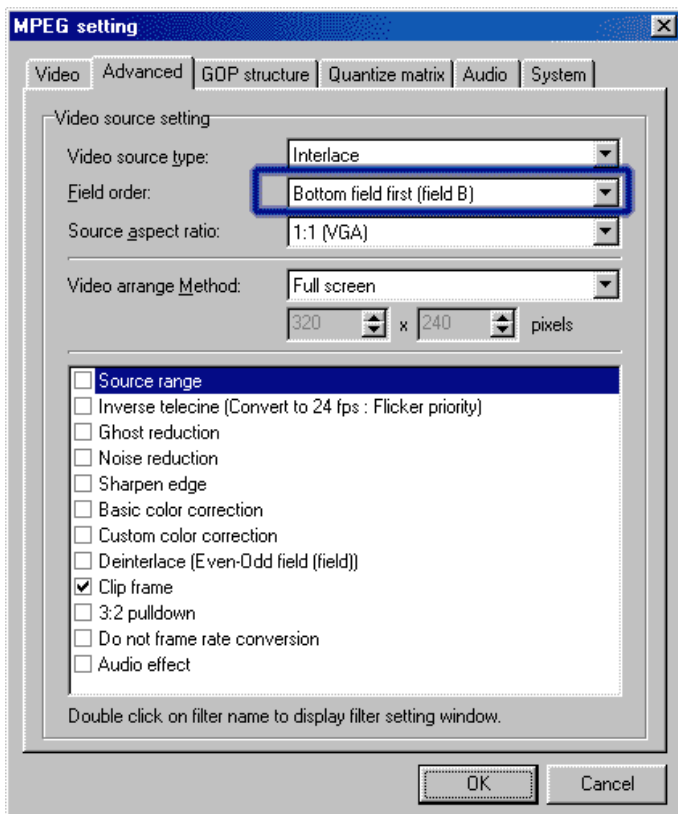 MPEG setting
Video Advanced GOP structure Quantize matrix Audio System
Video source setting
Video source type: Interlace
Field order: Bottom field first (field B)
Source aspect ratio: 1:1 (VGA)
Video arrange Method: Full screen
320 x 240 pixels
Source range
Inverse telecine (Convert to 24 fps : Flicker priority)
Ghost reduction
Noise reduction
Sharpen edge
Basic color correction
Custom color correction
Deinterlace (Even-Odd field (field))
Clip frame
3:2 pulldown
Do not frame rate conversion
Audio effect
Double click on filter name to display filter setting window.
OK Cancel